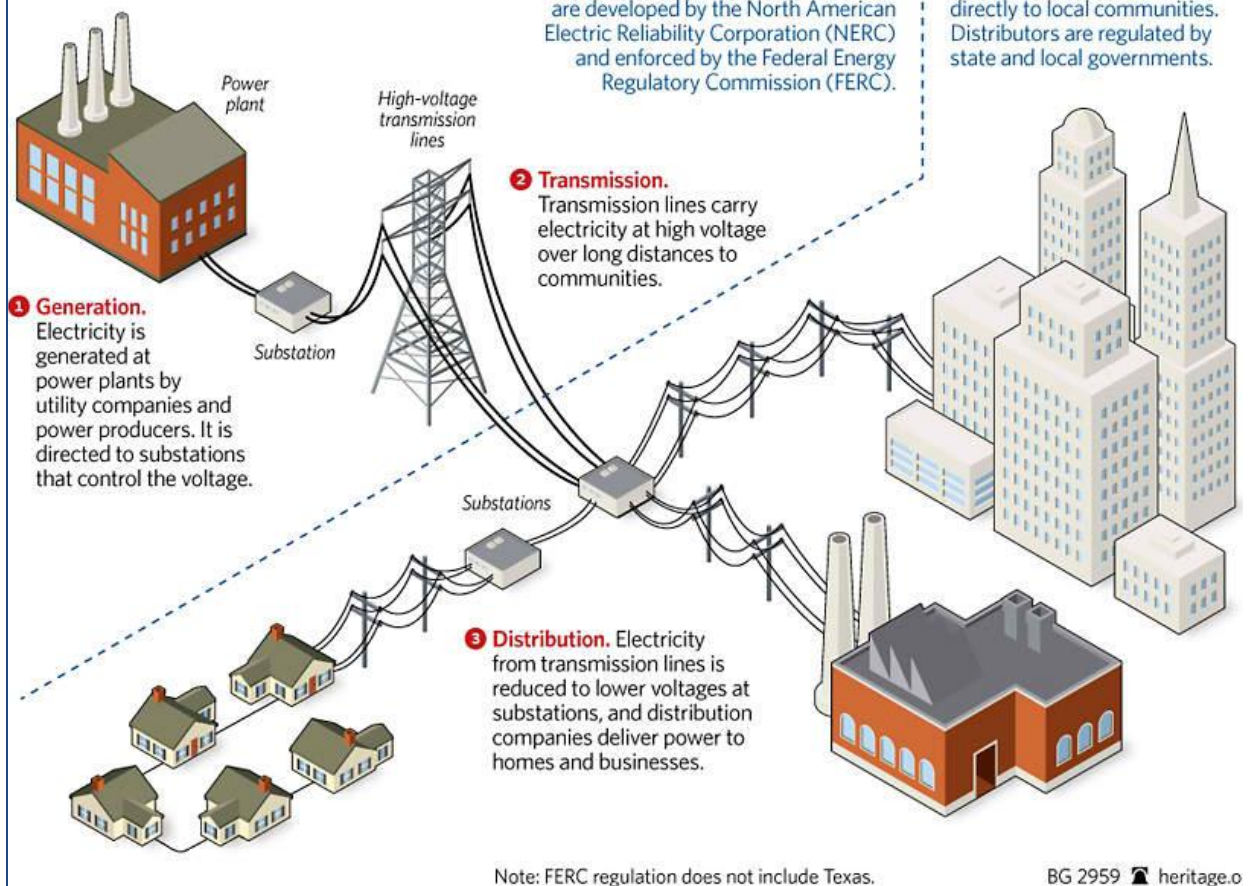 are developed by the North American
Electric Reliability Corporation (NERC)
and enforced by the Federal Energy
Regulatory Commission (FERC).
directly to local communities.
Distributors are regulated by
state and local governments.
Power
plant
High-voltage
transmission
lines
2 Transmission.
Transmission lines carry
electricity at high voltage
over long distances to
communities.
1 Generation.
Electricity is
generated at
power plants by
utility companies and
power producers. It is
directed to substations
that control the voltage.
Substation
Substations
3 Distribution. Electricity
from transmission lines is
reduced to lower voltages at
substations, and distribution
companies deliver power to
homes and businesses.
Note: FERC regulation does not include Texas.
BG 2959 heritage.o